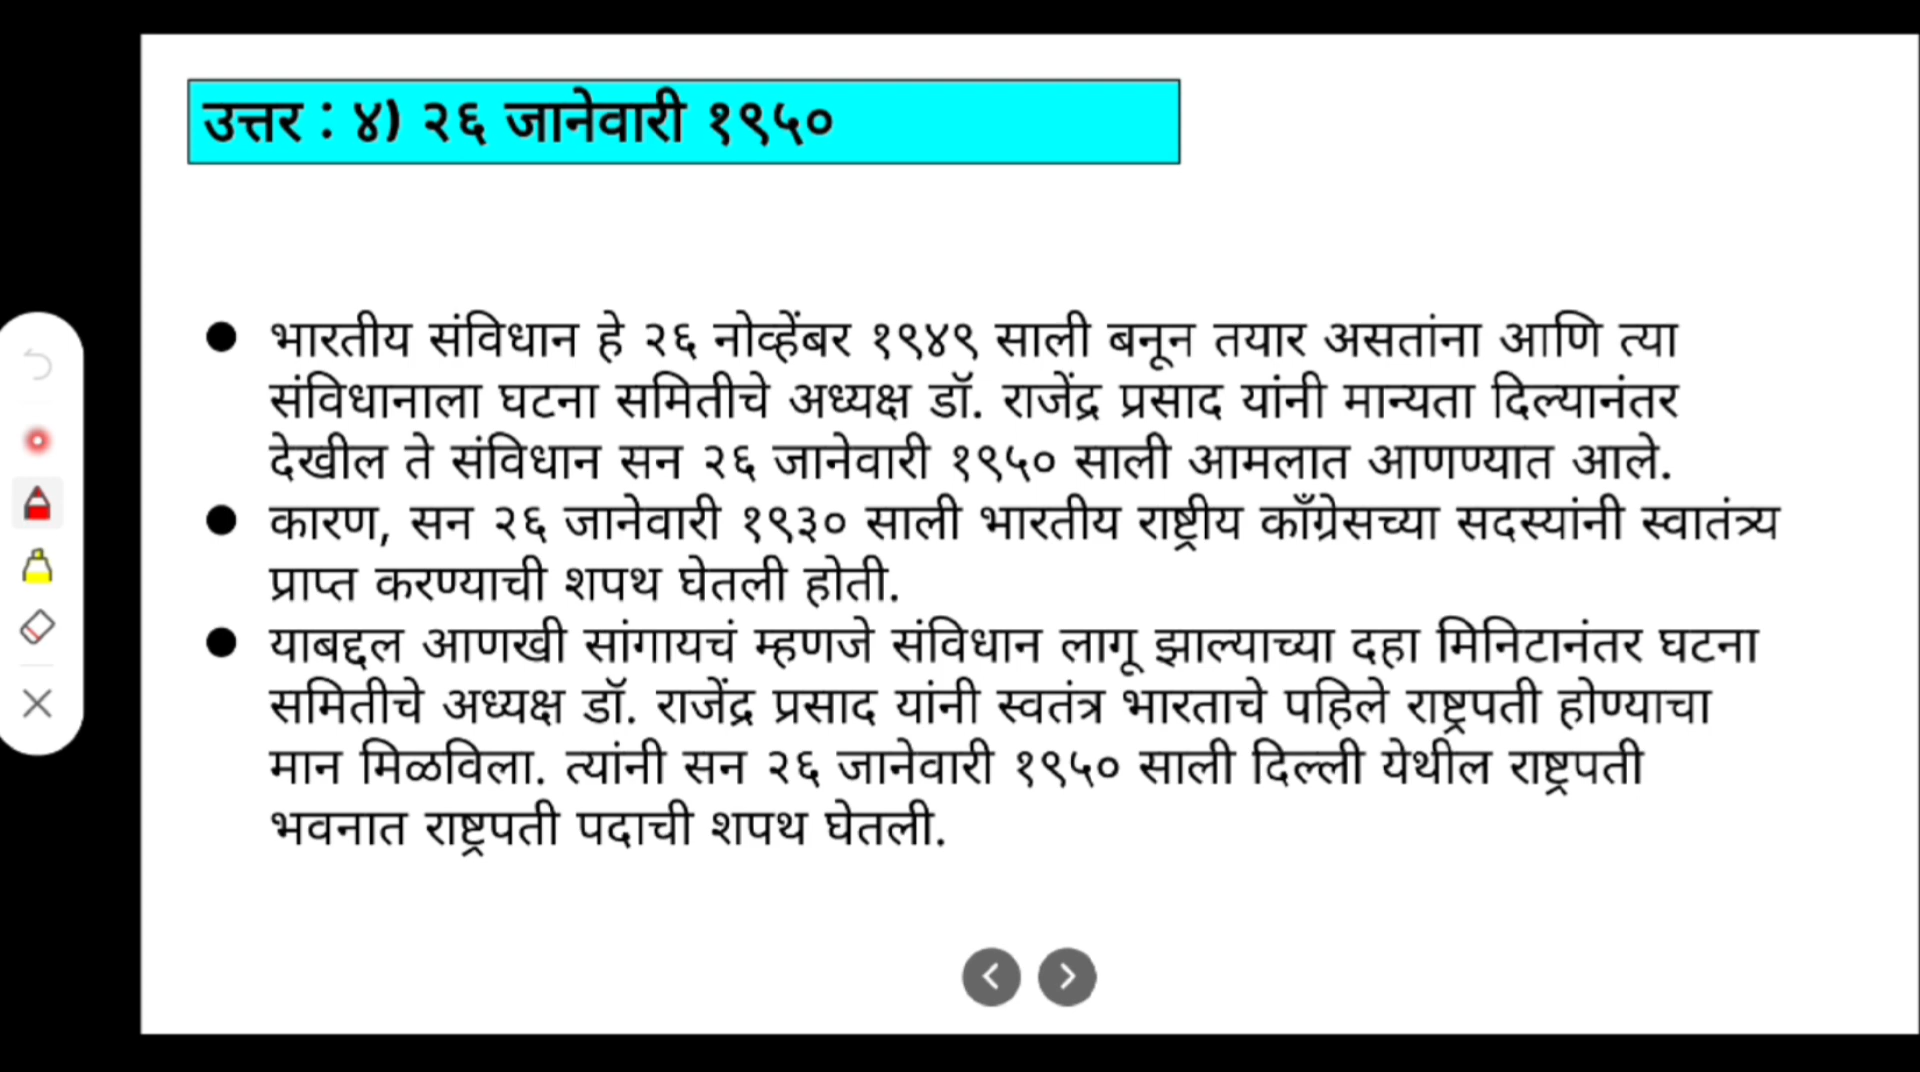 उत्तर : ४) २६ जानेवारी १९५०
भारतीय संविधान हे २६ नोव्हेंबर १९४९ साली बनून तयार असतांना आणि त्या
संविधानाला घटना समितीचे अध्यक्ष डॉ. राजेंद्र प्रसाद यांनी मान्यता दिल्यानंतर
देखील ते संविधान सन २६ जानेवारी १९५० साली आमलात आणण्यात आले.
कारण, सन २६ जानेवारी १९३० साली भारतीय राष्ट्रीय काँग्रेसच्या सदस्यांनी स्वातंत्र्य
प्राप्त करण्याची शपथ घेतली होती.
याबद्दल आणखी सांगायचं म्हणजे संविधान लागू झाल्याच्या दहा मिनिटानंतर घटना
समितीचे अध्यक्ष डॉ. राजेंद्र प्रसाद यांनी स्वतंत्र भारताचे पहिले राष्ट्रपती होण्याचा
मान मिळविला. त्यांनी सन २६ जानेवारी १९५० साली दिल्ली येथील राष्ट्रपती
भवनात राष्ट्रपती पदाची शपथ घेतली.